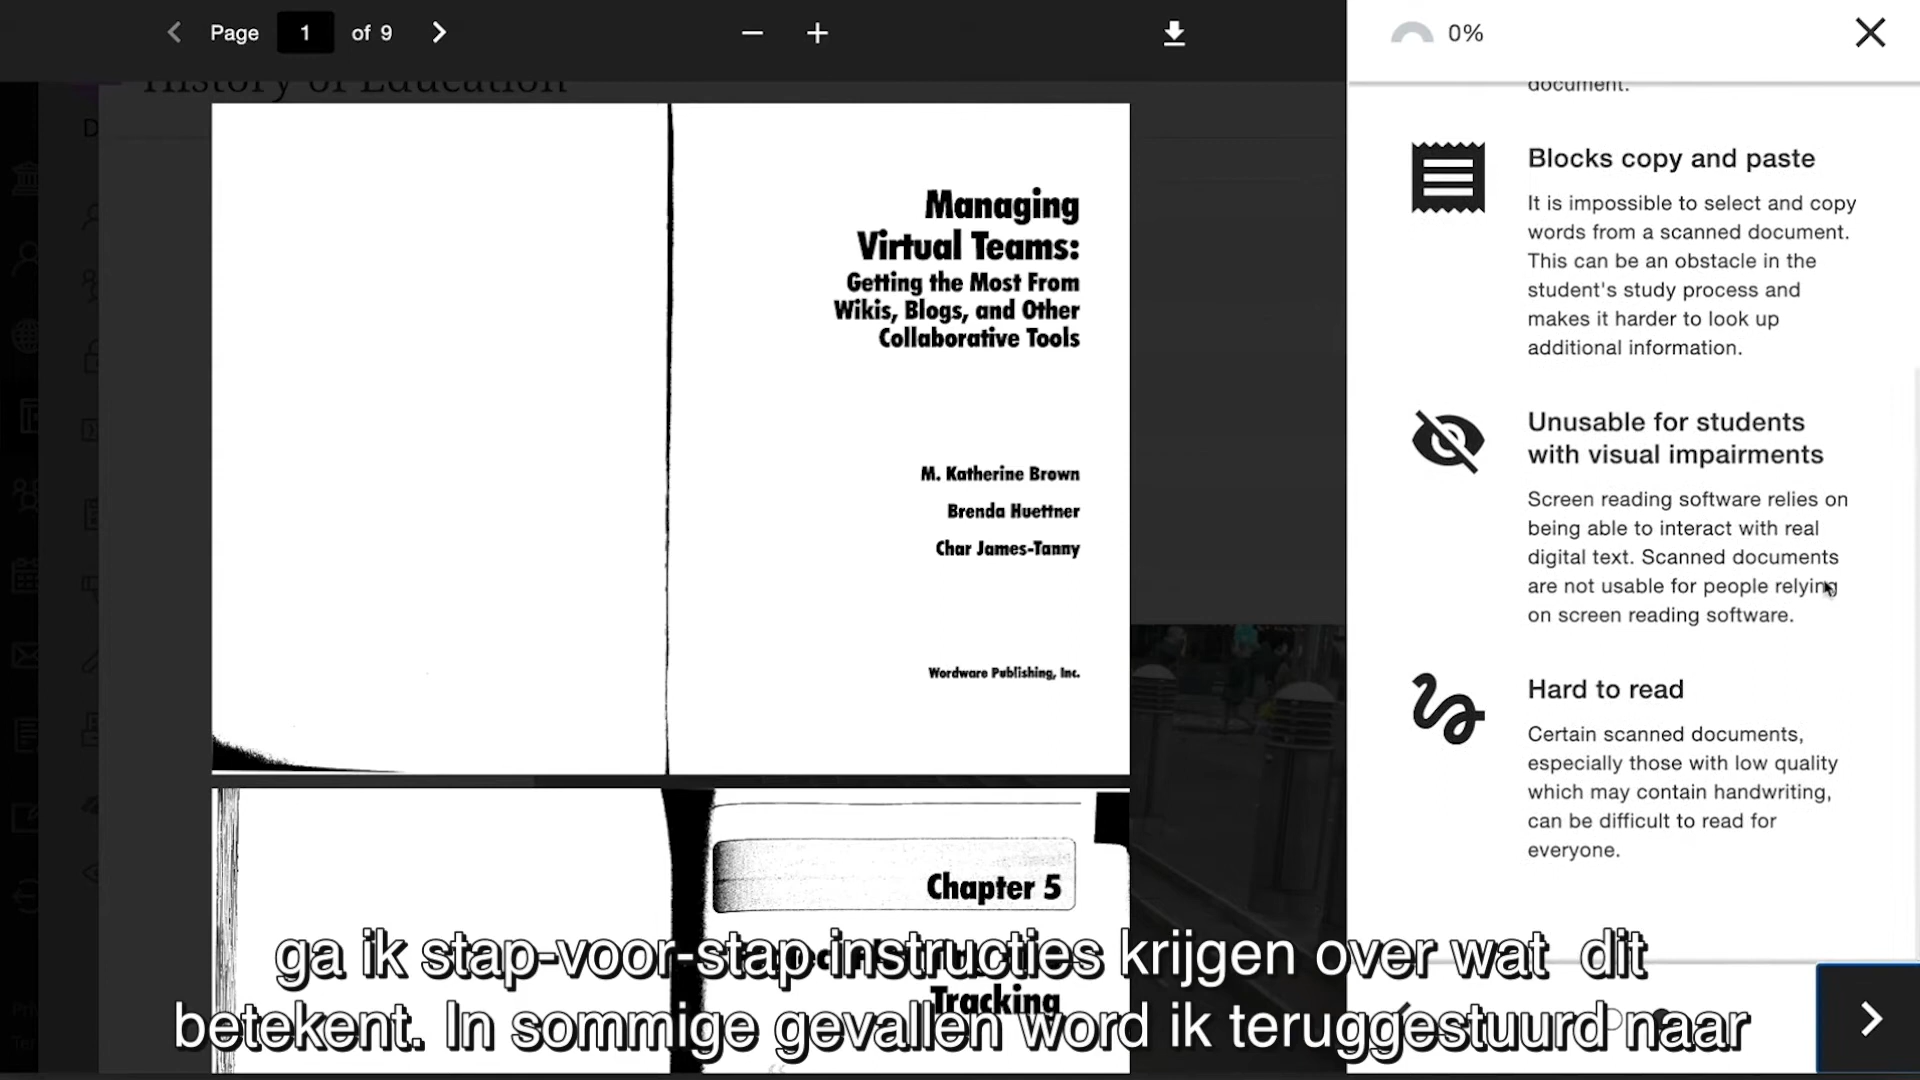 Page 1 of 9
0%
History of Education
document.
Managing
Virtual Teams:
Getting the Most From
Wikis, Blogs, and Other
Collaborative Tools
M. Katherine Brown
Brenda Huettner
Char James-Tanny
Wordware Publishing, Inc.
Chapter 5
Tracking
Blocks copy and paste
It is impossible to select and copy
words from a scanned document.
This can be an obstacle in the
student's study process and
makes it harder to look up
additional information.
Unusable for students
with visual impairments
Screen reading software relies on
being able to interact with real
digital text. Scanned documents
are not usable for people relying
on screen reading software.
Hard to read
Certain scanned documents,
especially those with low quality
which may contain handwriting,
can be difficult to read for
everyone.
ga ik stap-voor-stap instructies krijgen over wat dit
betekent. In sommige gevallen word ik teruggestuurd naar